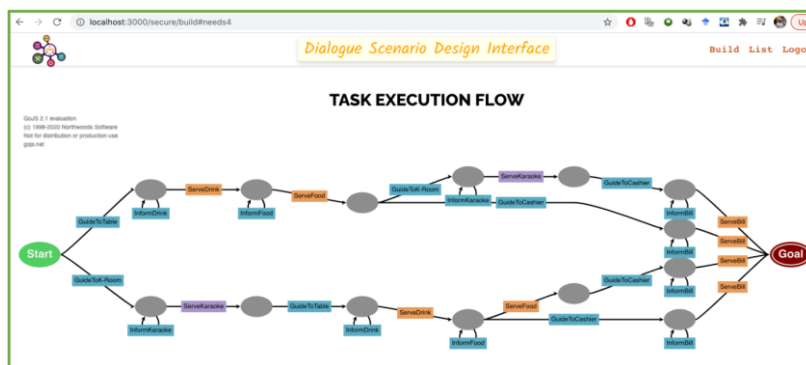 localhost:3000/secure/build#needs4
Dialogue Scenario Design Interface
Build List Logo
TASK EXECUTION FLOW
GoJS 2.1 evaluation
(c) 1998-2020 Northwoods Software
Not for distribution or production use
gojs.net
GuideToK-Room
ServeKaraoke
GuideToCashier
ServeDrink
ServeFood
InformDrink
InformFood
InformKaraoke
GuideToCashier
InformBill
GuideToTable
ServeBill
InformBill
ServeBill
Start
Goal
ServeBill
GuideToCashier
InformBill
GuideToK-Room
ServeBill
ServeKaraoke
GuideToTable
ServeFood
ServeDrink
GuideToCashier
InformKaraoke
InformDrink
InformFood
InformBill